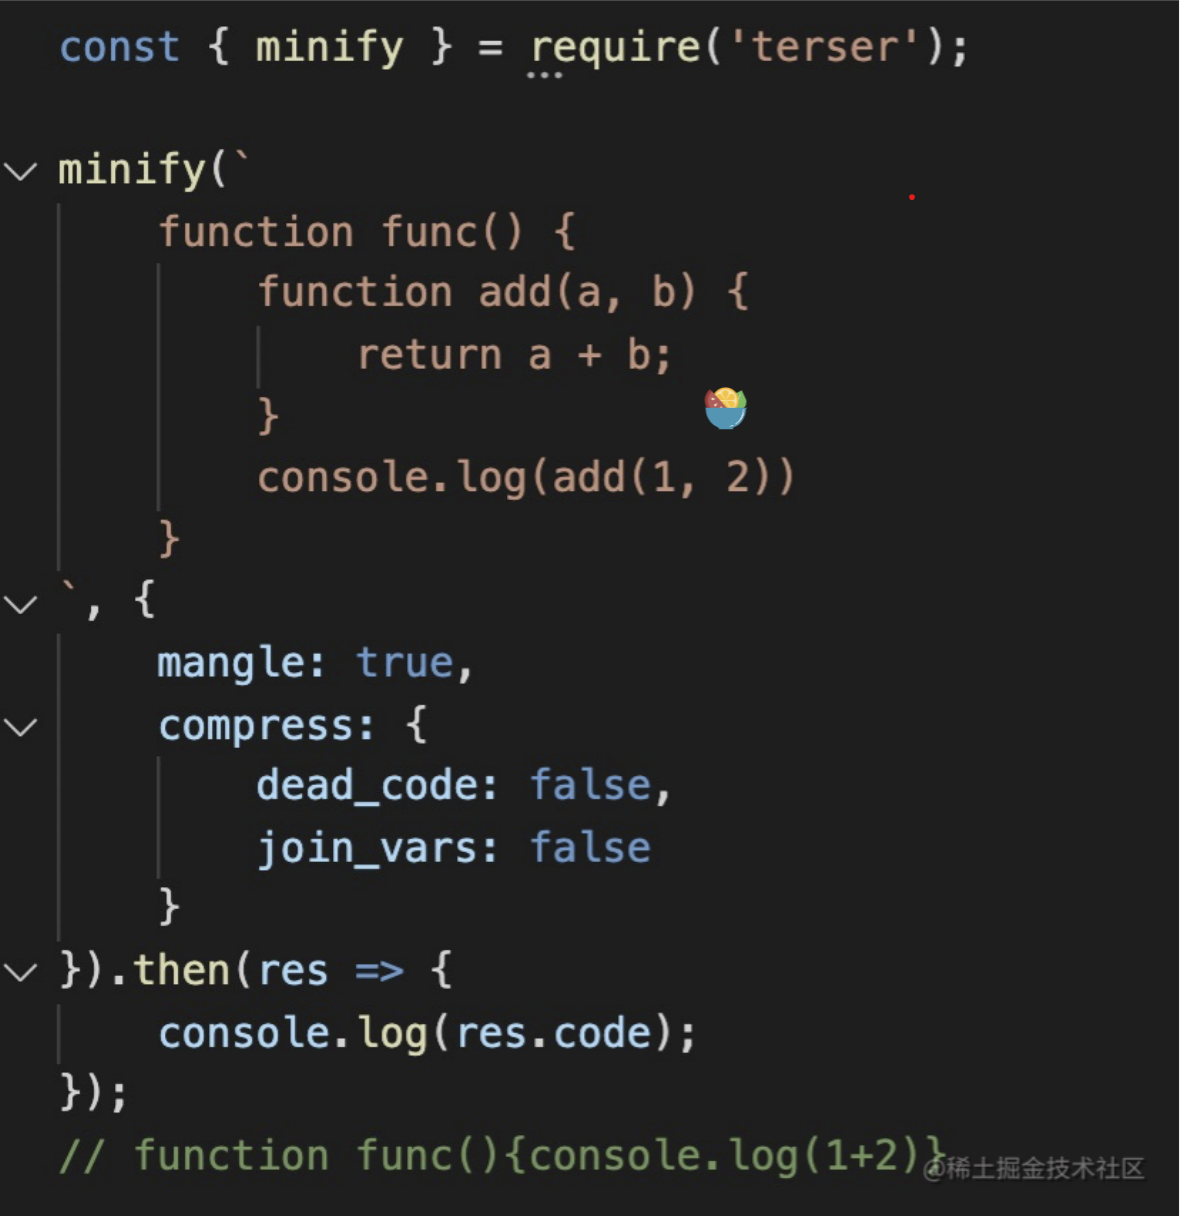 const { minify } = require('terser');
minify(`
function func() {
function add(a, b) {
return a + b;
}
console.log(add(1, 2))
}
`, {
mangle: true,
compress: {
dead_code: false,
join_vars: false
}
}).then(res => {
console.log(res.code);
});
// function func(){console.log(1+2)}
@稀土掘金技术社区